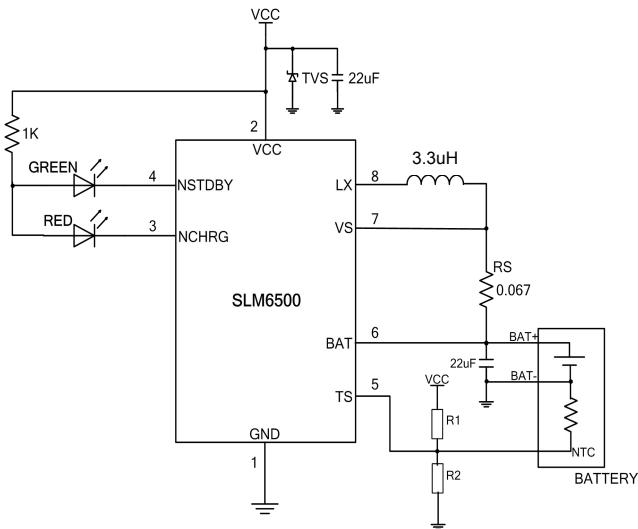 VCC
TVS
22uF
2
1K
VCC
3.3uH
GREEN
4
NSTDBY
LX
8
RED
3
NCHRG
VS
7
RS
0.067
SLM6500
BAT
6
BAT+
22uF
BAT-
VCC
TS
5
R1
GND
1
NTC
R2
BATTERY